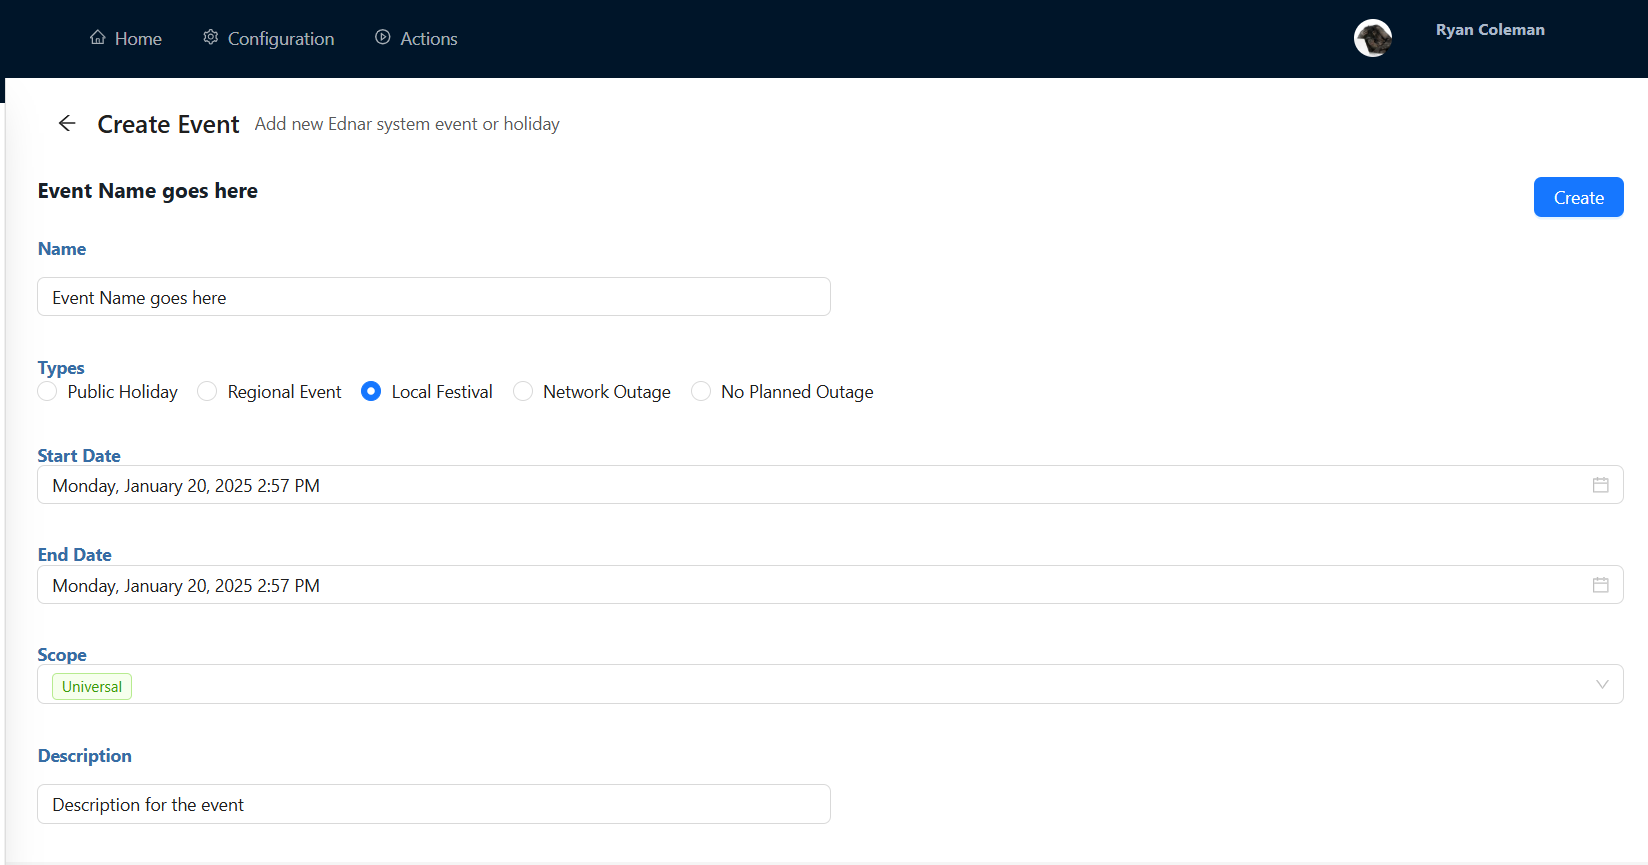 Home Configuration Actions Ryan Coleman
Create Event Add new Ednar system event or holiday
Event Name goes here
Create
Name
Event Name goes here
Types
Public Holiday Regional Event Local Festival Network Outage No Planned Outage
Start Date
Monday, January 20, 2025 2:57 PM
End Date
Monday, January 20, 2025 2:57 PM
Scope
Universal
Description
Description for the event